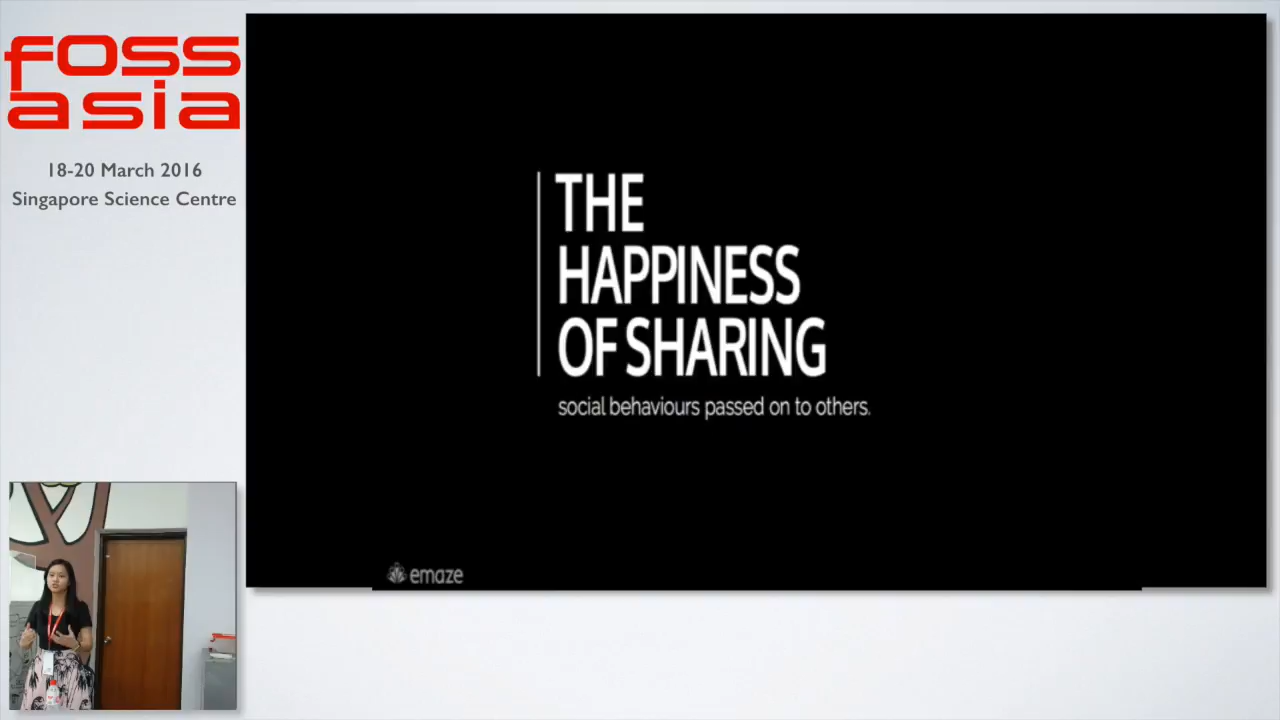 foss
asia
18-20 March 2016
Singapore Science Centre
THE
HAPPINESS
OF SHARING
social behaviours passed on to others.
emaze